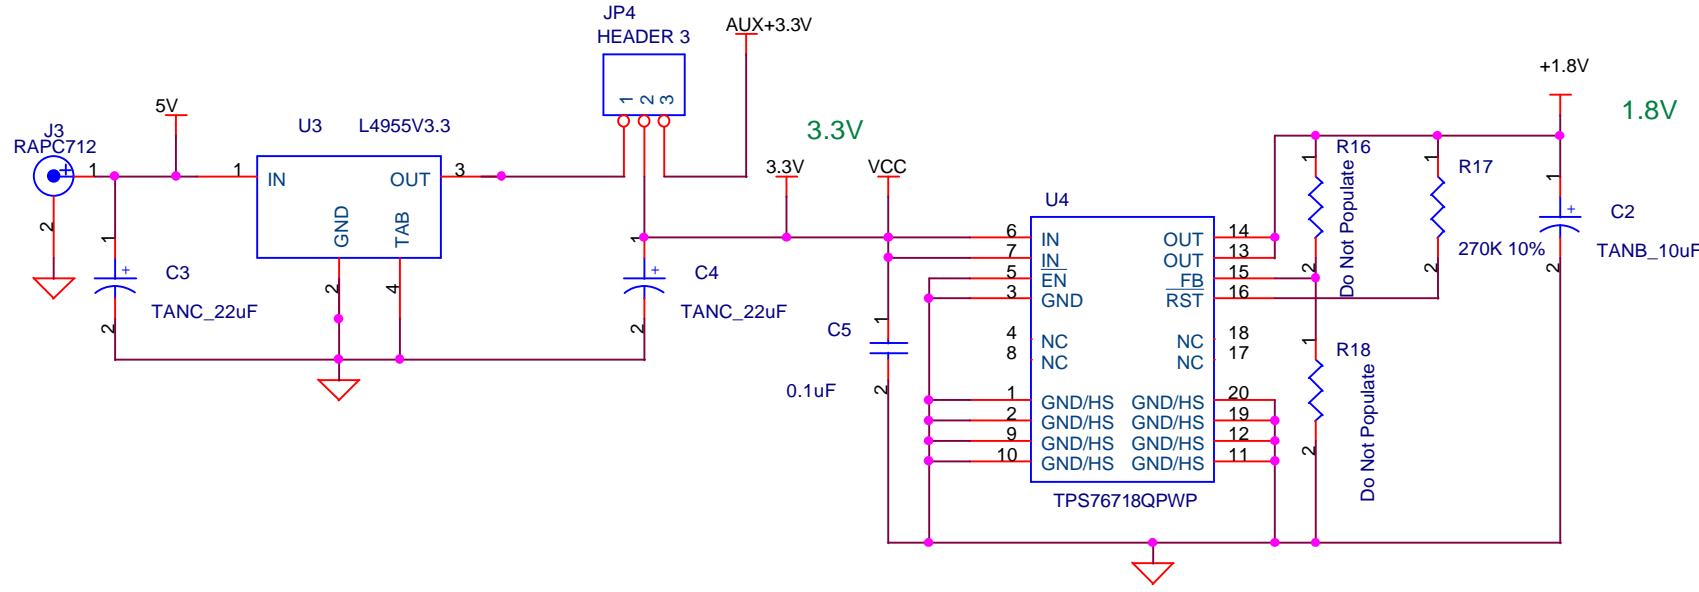 JP4
HEADER 3
AUX+3.3V
1
2
3
5V
J3
RAPC712
1
2
U3
L4955V3.3
1
IN
OUT
3
GND
TAB
2
4
1
+
C3
TANC_22uF
2
3.3V
3.3V
VCC
1
+
C4
TANC_22uF
2
C5
1
0.1uF
2
U4
6
IN
OUT
14
7
IN
OUT
13
5
EN
FB
15
3
GND
RST
16
4
NC
NC
18
8
NC
NC
17
1
GND/HS
GND/HS
20
2
GND/HS
GND/HS
19
9
GND/HS
GND/HS
12
10
GND/HS
GND/HS
11
TPS76718QPWP
+1.8V
1.8V
R16
1
Do Not Populate
2
R17
1
270K 10%
2
R18
1
Do Not Populate
2
1
+
C2
TANB_10uF
2